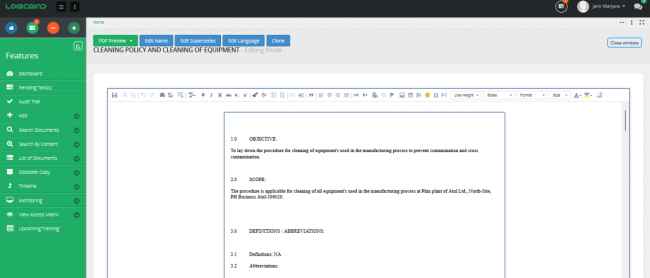 LOGICMIND
Janir Manjara
Home
PDF Preview
Edit Name
Edit Supersedes
Edit Language
Clone
Close window
CLEANING POLICY AND CLEANING OF EQUIPMENT - Editing Mode
Features
Dashboard
Pending Task(s)
Audit Trail
Add
Search Documents
Search By Content
List of Documents
Obsolete Copy
Timeline
Monitoring
View Access Matrix
Upcoming Training
Line Height
Styles
Format
Size
1.0 OBJECTIVE:
To lay down the procedure for cleaning of equipment's used in the manufacturing process to prevent contamination and cross
contamination.
2.0 SCOPE:
The procedure is applicable for cleaning of all equipment's used in the manufacturing process at Phin plant of Atul Ltd., North-Site,
PH Business Atul-396020.
3.0 DEFINITIONS / ABBREVIATIONS:
3.1 Definitions: NA
3.2 Abbreviations: